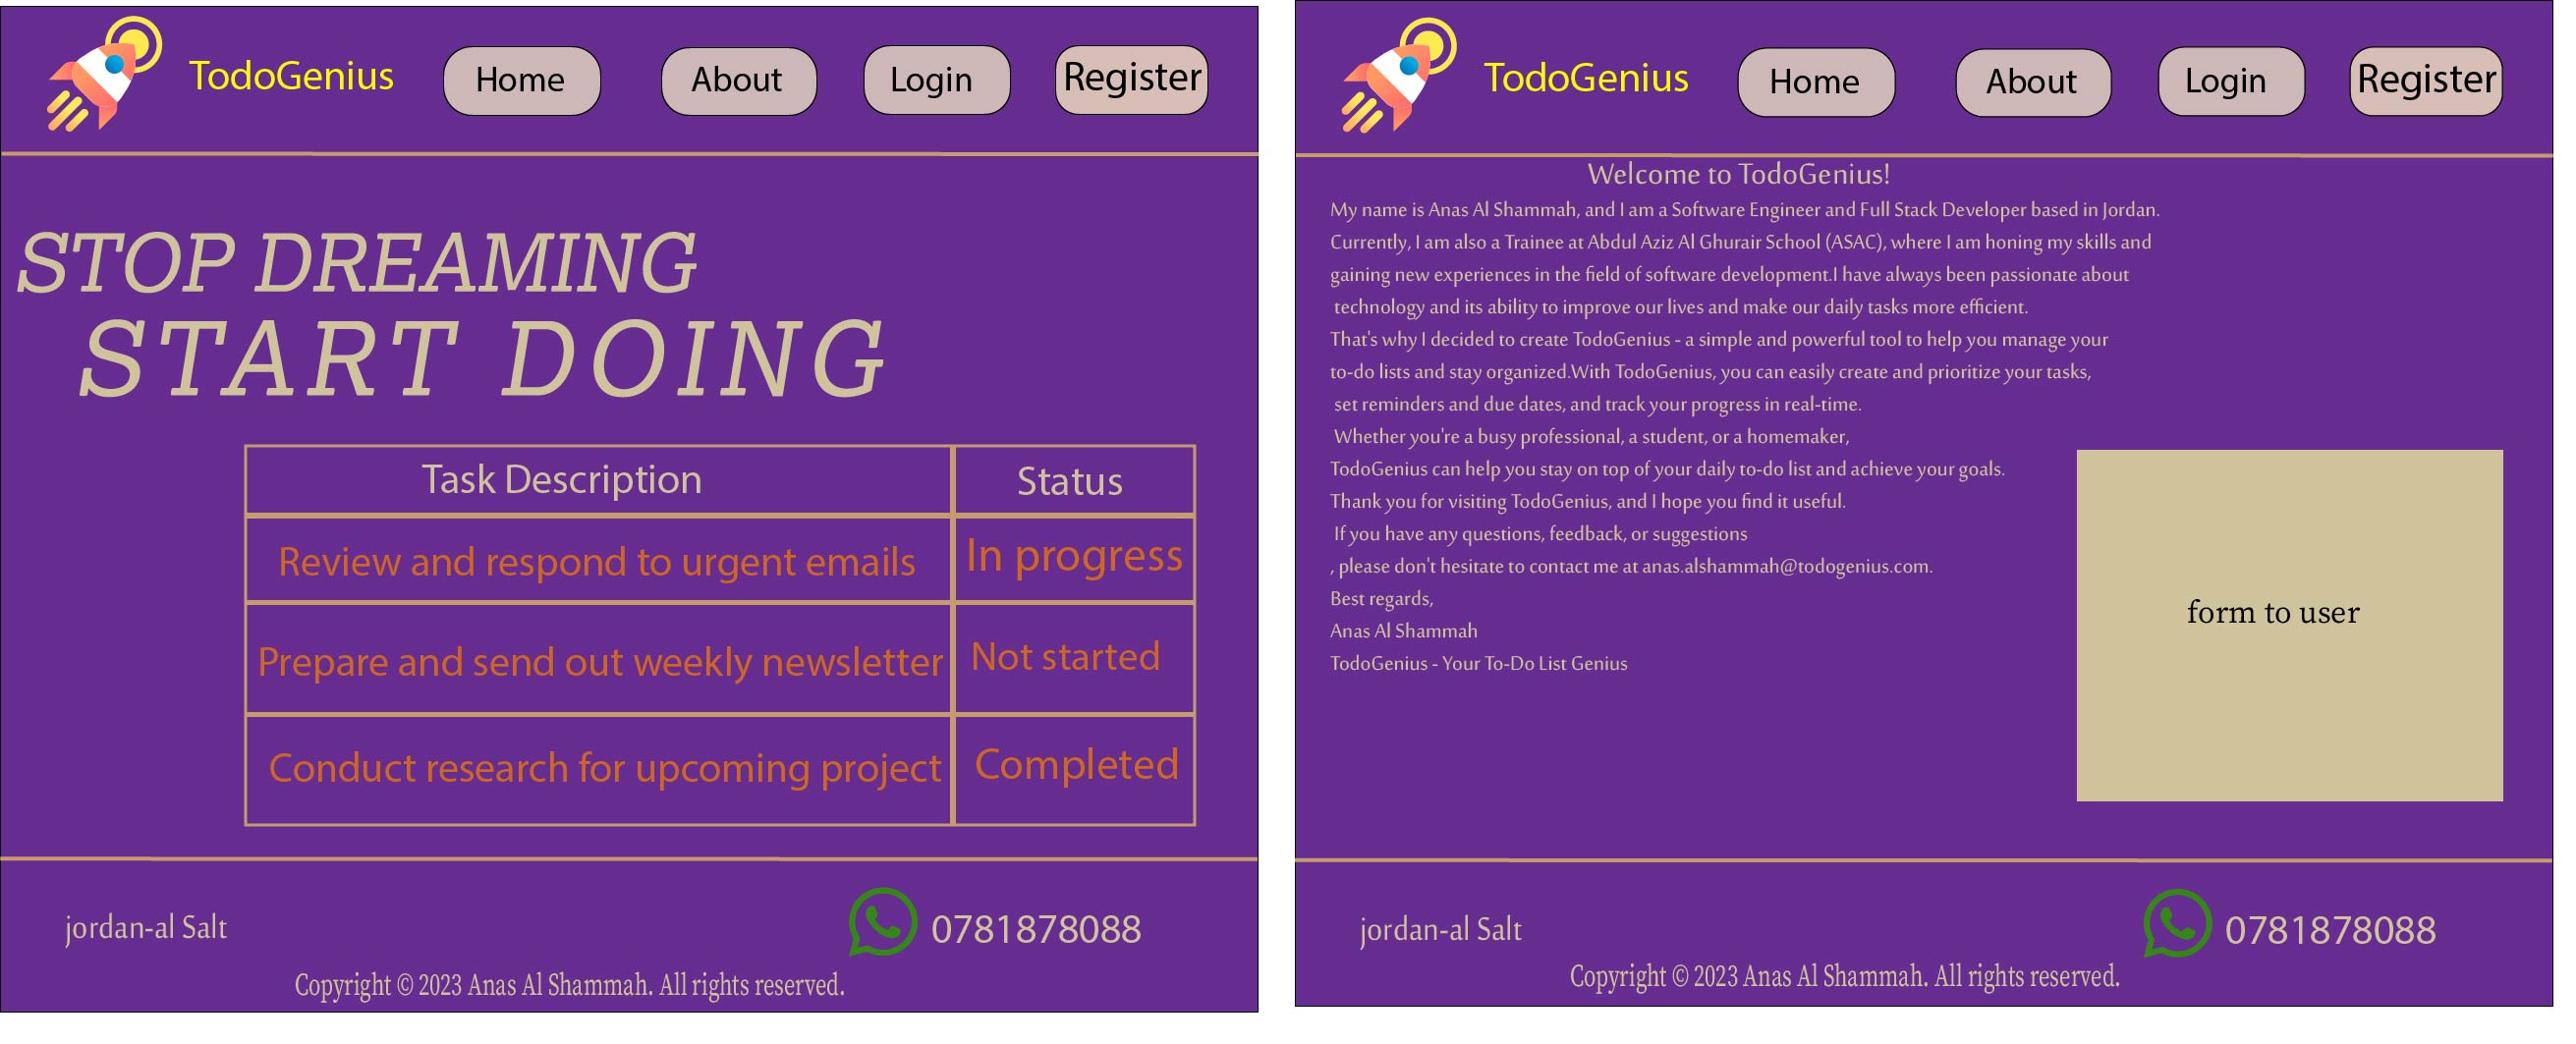 TodoGenius
Home
About
Login
Register
STOP DREAMING
START DOING
Task Description
Status
Review and respond to urgent emails
In progress
Prepare and send out weekly newsletter
Not started
Conduct research for upcoming project
Completed
jordan-al Salt
0781878088
Copyright © 2023 Anas Al Shammah. All rights reserved.
TodoGenius
Home
About
Login
Register
Welcome to TodoGenius!
My name is Anas Al Shammah, and I am a Software Engineer and Full Stack Developer based in Jordan.
Currently, I am also a Trainee at Abdul Aziz Al Ghurair School (ASAC), where I am honing my skills and
gaining new experiences in the field of software development.I have always been passionate about
technology and its ability to improve our lives and make our daily tasks more efficient.
That's why I decided to create TodoGenius - a simple and powerful tool to help you manage your
to-do lists and stay organized.With TodoGenius, you can easily create and prioritize your tasks,
set reminders and due dates, and track your progress in real-time.
Whether you're a busy professional, a student, or a homemaker,
TodoGenius can help you stay on top of your daily to-do list and achieve your goals.
Thank you for visiting TodoGenius, and I hope you find it useful.
If you have any questions, feedback, or suggestions
, please don't hesitate to contact me at anas.alshammah@todogenius.com.
Best regards,
Anas Al Shammah
TodoGenius - Your To-Do List Genius
form to user
jordan-al Salt
0781878088
Copyright © 2023 Anas Al Shammah. All rights reserved.